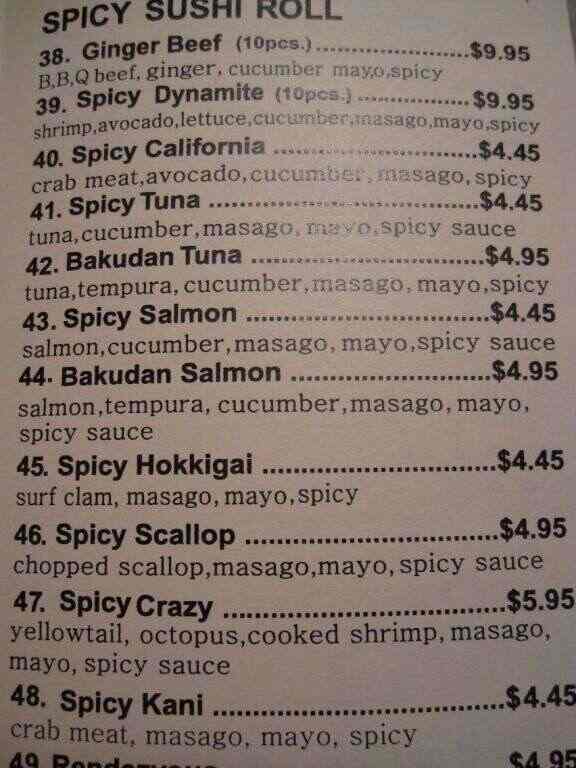 SPICY SUSHI ROLL
38. Ginger Beef (10pcs.)........................$9.95
B,B,Q beef, ginger, cucumber mayo,spicy
39. Spicy Dynamite (10pcs.)..................$9.95
shrimp,avocado,lettuce,cucumber,masago,mayo,spicy
40. Spicy California ................................$4.45
crab meat,avocado,cucumber,masago,spicy
41. Spicy Tuna ..........................................$4.45
tuna,cucumber,masago, mayo,spicy sauce
42. Bakudan Tuna ...................................$4.95
tuna,tempura, cucumber,masago, mayo,spicy
43. Spicy Salmon ....................................$4.45
salmon,cucumber,masago, mayo,spicy sauce
44. Bakudan Salmon ..............................$4.95
salmon,tempura, cucumber,masago, mayo,
spicy sauce
45. Spicy Hokkigai ..................................$4.45
surf clam, masago, mayo,spicy
46. Spicy Scallop .....................................$4.95
chopped scallop,masago,mayo, spicy sauce
47. Spicy Crazy .........................................$5.95
yellowtail, octopus,cooked shrimp, masago,
mayo, spicy sauce
48. Spicy Kani ...........................................$4.45
crab meat, masago, mayo, spicy
49 Rendezvous $4.95